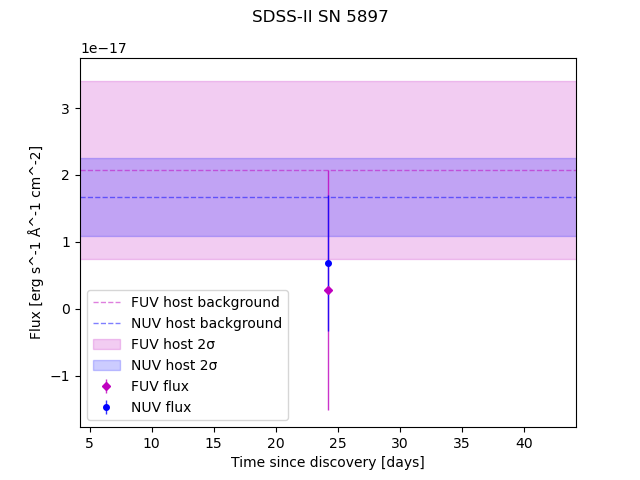 SDSS-II SN 5897
1e−17
3
2
1
0
−1
Flux [erg s^-1 Å^-1 cm^-2]
FUV host background
NUV host background
FUV host 2σ
NUV host 2σ
FUV flux
NUV flux
5 10 15 20 25 30 35 40
Time since discovery [days]